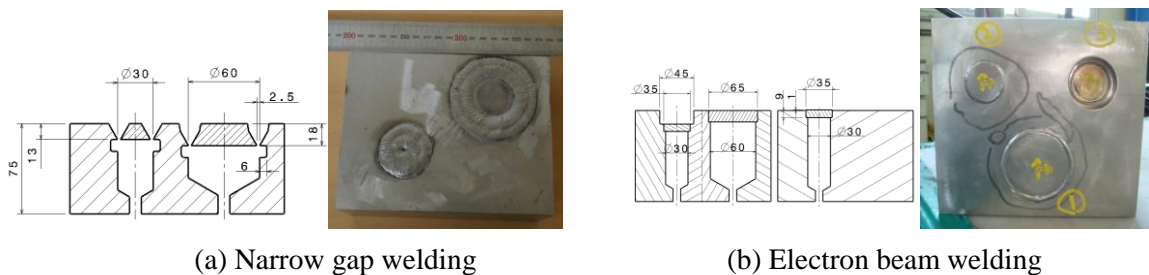 Ø30
Ø60
2.5
75
13
18
6
200
300
Ø45
Ø35
Ø65
Ø35
9
1
Ø30
Ø60
Ø30
②
③
①
(a) Narrow gap welding
(b) Electron beam welding